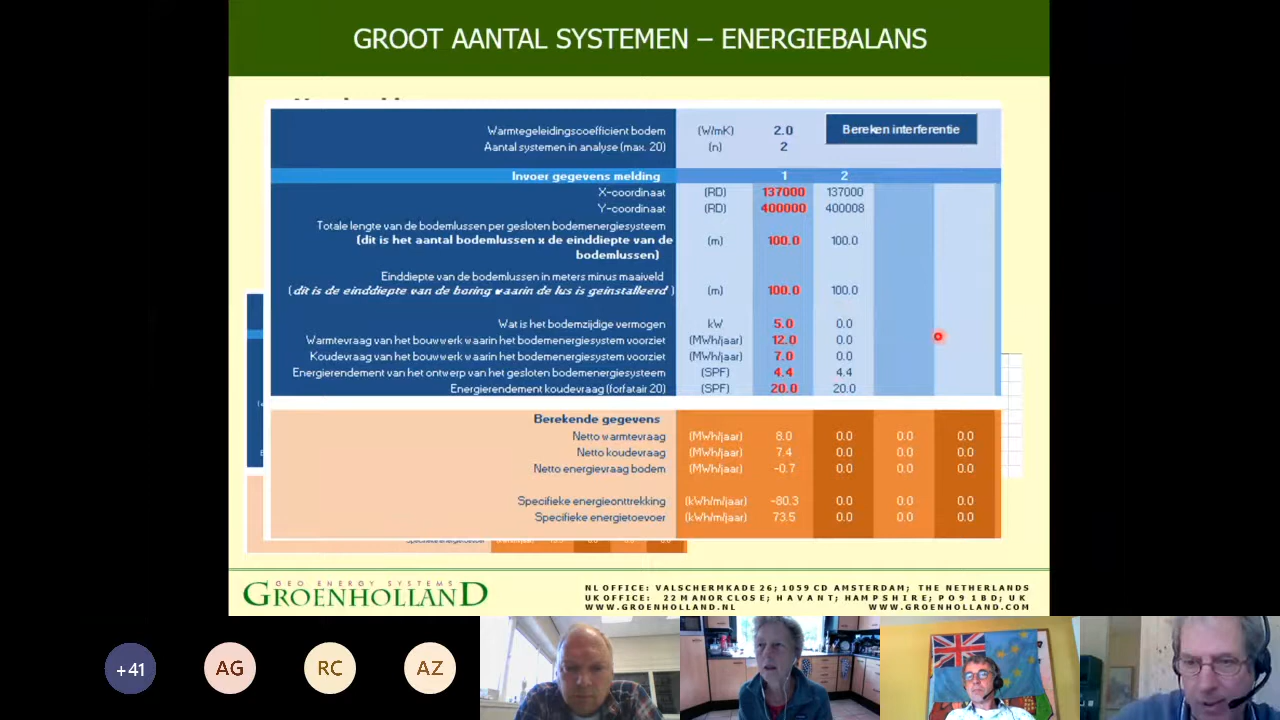 GROOT AANTAL SYSTEMEN – ENERGIEBALANS
Warmtegeleidingscoefficient bodem (W/mK) 2.0
Bereken interferentie
Aantal systemen in analyse (max. 20) (n) 2
Invoer gegevens melding 1 2
X-coordinaat (RD) 137000 137000
Y-coordinaat (RD) 400000 400008
Totale lengte van de bodemlussen per gesloten bodemenergiesysteem
(dit is het aantal bodemlussen x de einddiepte van de (m) 100.0 100.0
bodemlussen)
Einddiepte van de bodemlussen in meters minus maaiveld
(dit is de einddiepte van de boring waarin de lus is geinstalleerd') (m) 100.0 100.0
Wat is het bodemzijdige vermogen kW 5.0 0.0
Warmtevraag van het bouwwerk waarin het bodemenergiesystem voorziet (MWh/jaar) 12.0 0.0
Koudevraag van het bouwwerk waarin het bodemenergiesysteem voorziet (MWh/jaar) 7.0 0.0
Energierendement van het ontwerp van het gesloten bodemenergiesysteem (SPF) 4.4 4.4
Energierendement koudevraag (forfatair 20) (SPF) 20.0 20.0
Berekende gegevens
Netto warmtevraag (MWh/jaar) 8.0 0.0 0.0 0.0
Netto koudevraag (MWh/jaar) 7.4 0.0 0.0 0.0
Netto energievraag bodem (MWh/jaar) -0.7 0.0 0.0 0.0
Specifieke energieonttrekking (kWh/m/jaar) -80.3 0.0 0.0 0.0
Specifieke energietoevoer (kWh/m/jaar) 73.5 0.0 0.0 0.0
GEO ENERGY SYSTEMS
GROENHOLLAND
NL OFFICE: VALSCHERMKADE 26; 1059 CD AMSTERDAM; THE NETHERLANDS
UK OFFICE: 22 MANOR CLOSE, HAVANT; HAMPSHIRE; PO9 1BD; UK
WWW.GROENHOLLAND.NL WWW.GROENHOLLAND.COM
+41 AG RC AZ